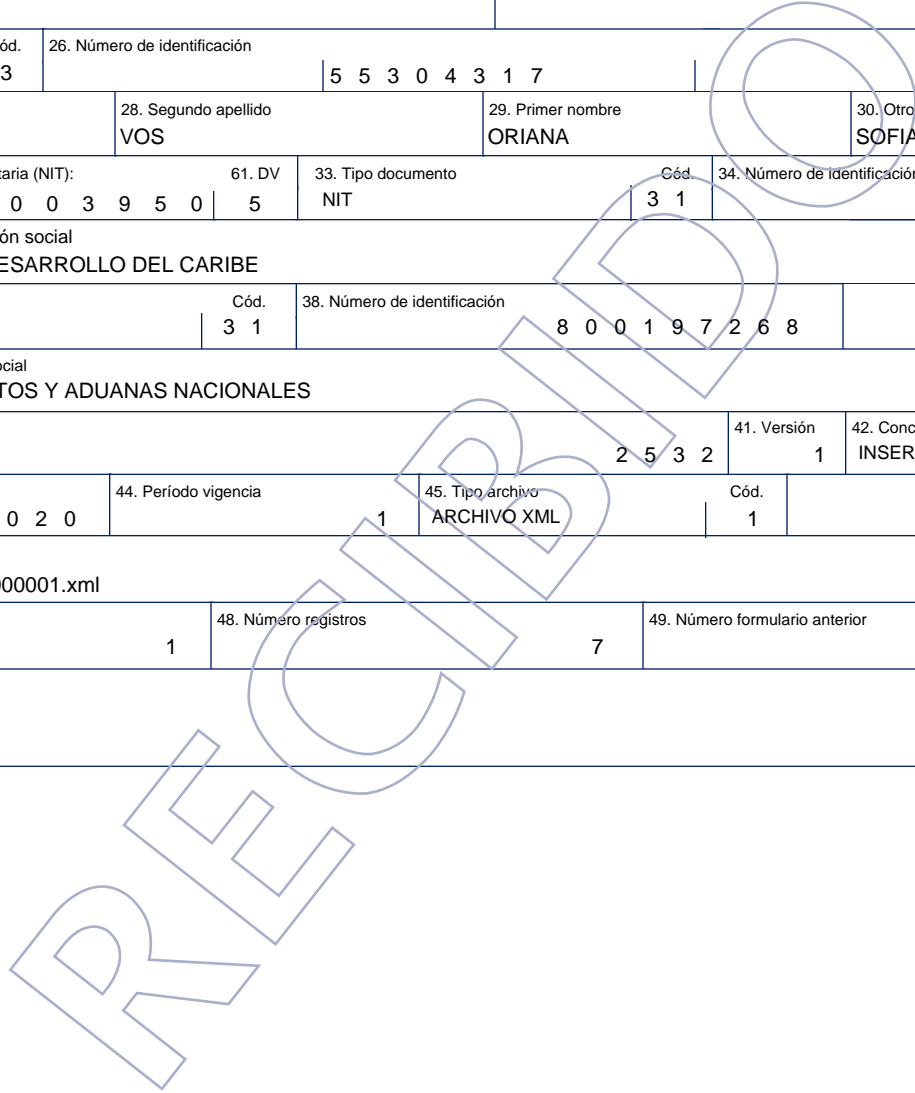 ód. 26. Número de identificación
3 5 5 3 0 4 3 1 7
28. Segundo apellido 29. Primer nombre 30. Otro
VOS ORIANA SOFIA
taria (NIT): 61. DV 33. Tipo documento Cód. 34. Número de identificación
0 0 3 9 5 0 5 NIT 3 1
ón social
ESARROLLO DEL CARIBE
Cód. 38. Número de identificación
3 1 8 0 0 1 9 7 2 6 8
ocial
TOS Y ADUANAS NACIONALES
41. Versión 42. Conc
2 5 3 2 1 INSER
44. Período vigencia 45. Tipo archivo Cód.
0 2 0 1 ARCHIVO XML 1
000001.xml
48. Número registros 49. Número formulario anterior
1 7
RECIBIDO